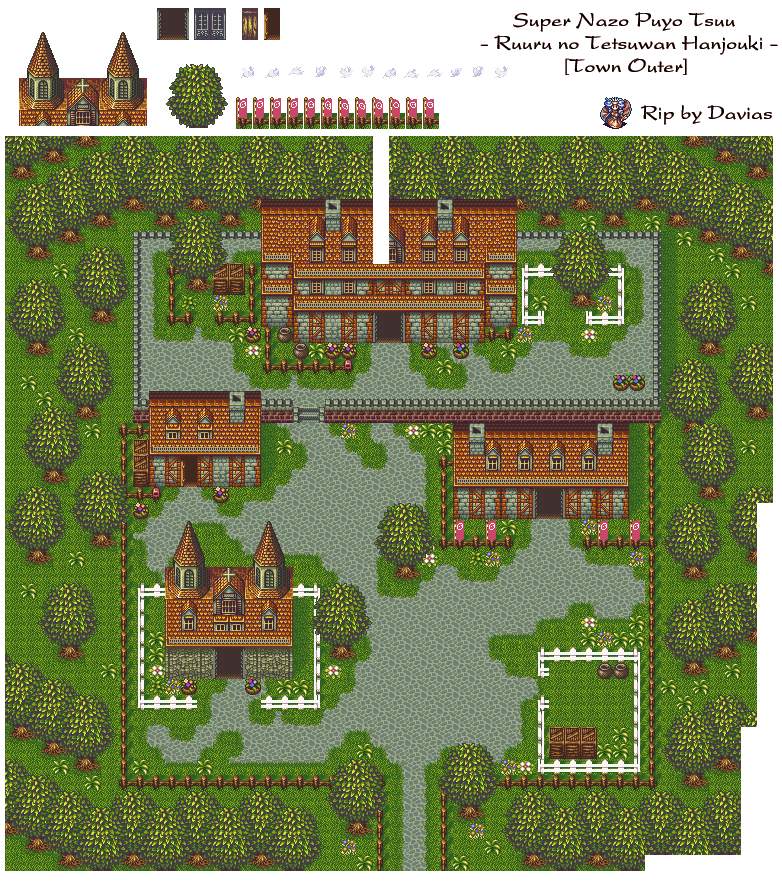 Super Nazo Puyo Tsuu
- Ruuru no Tetsuwan Hanjouki -
[Town Outer]
Rip by Davias